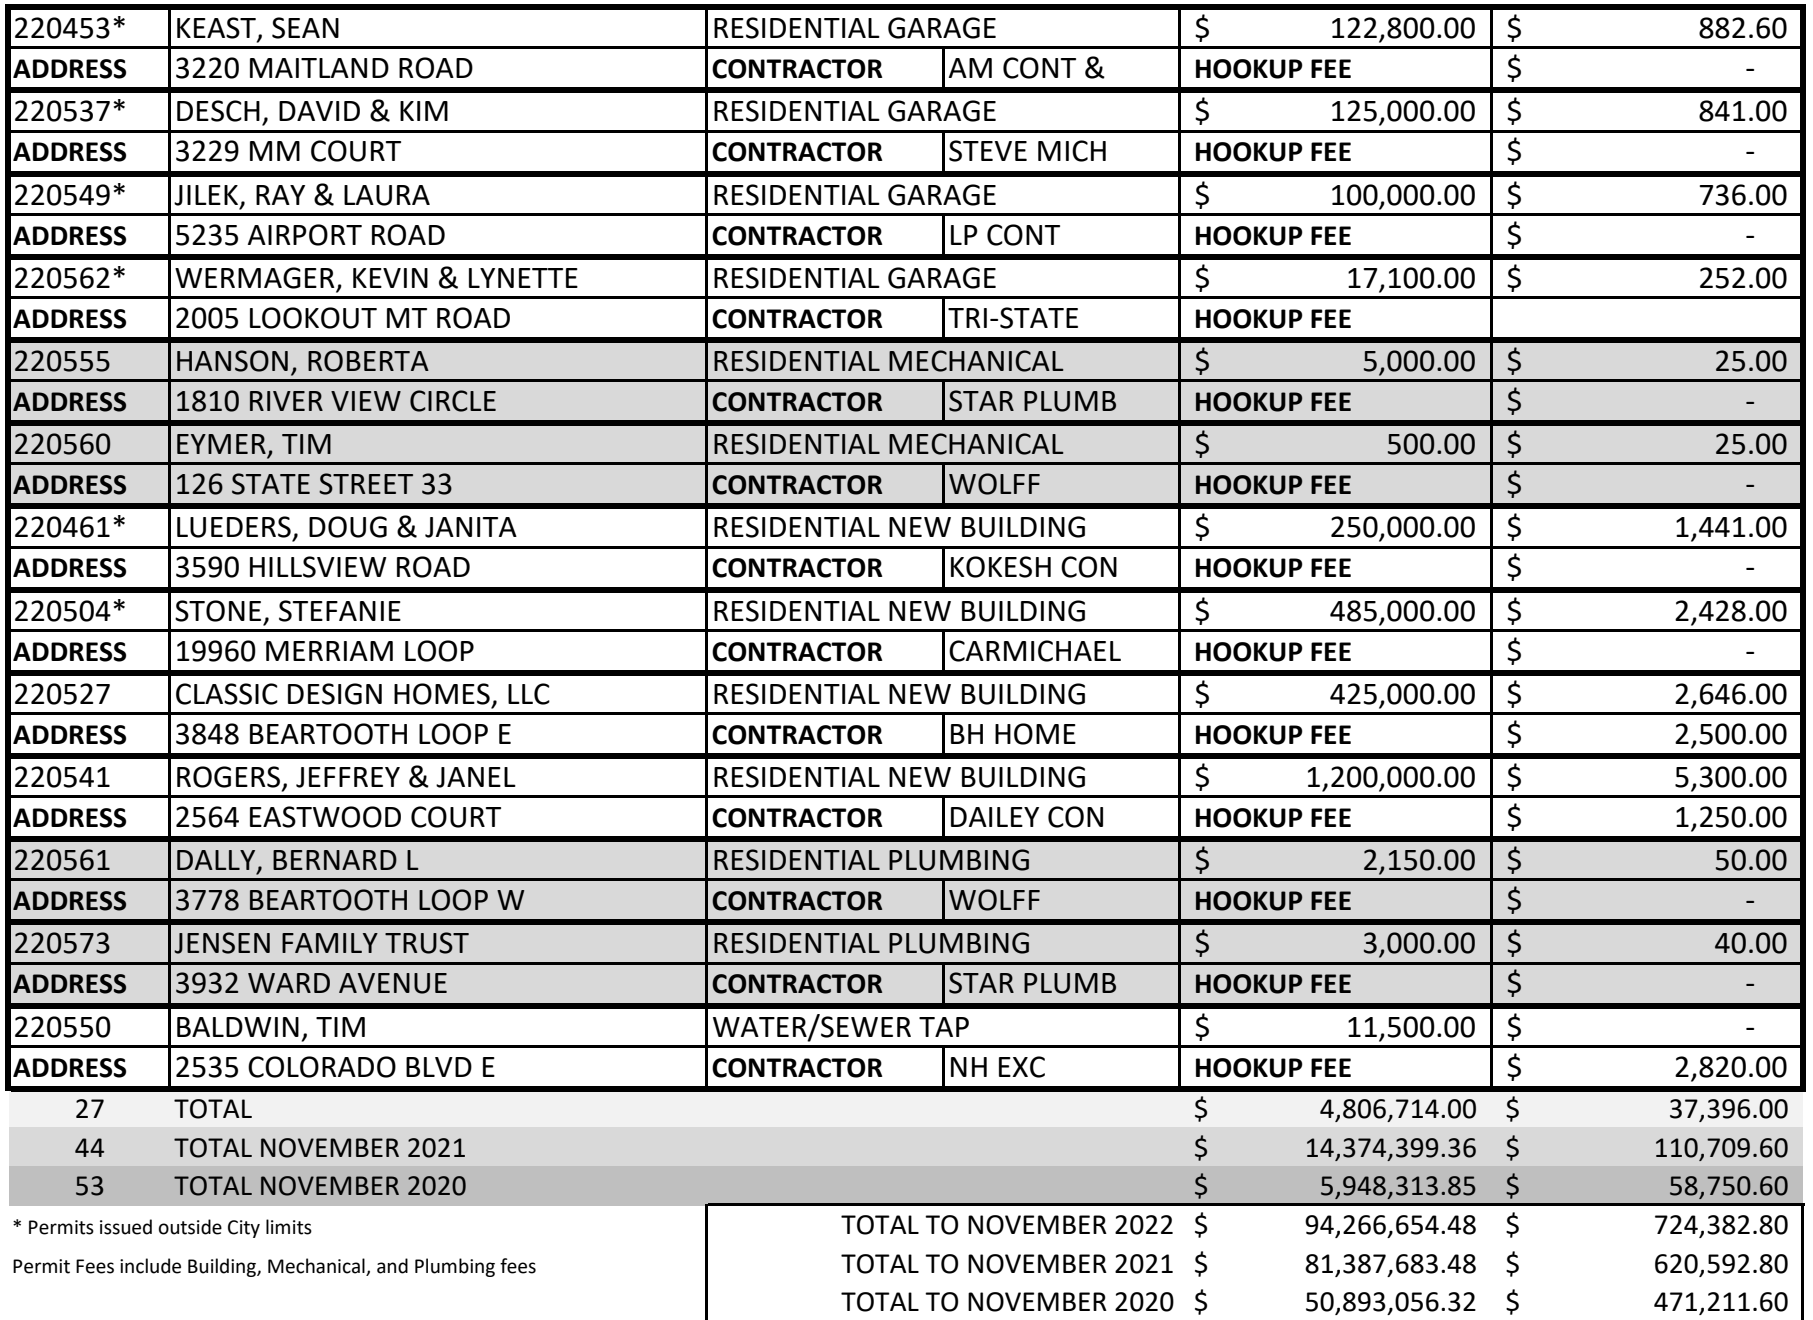 220453* KEAST, SEAN RESIDENTIAL GARAGE $ 122,800.00 $ 882.60
ADDRESS 3220 MAITLAND ROAD CONTRACTOR AM CONT & HOOKUP FEE $ -
220537* DESCH, DAVID & KIM RESIDENTIAL GARAGE $ 125,000.00 $ 841.00
ADDRESS 3229 MM COURT CONTRACTOR STEVE MICH HOOKUP FEE $ -
220549* JILEK, RAY & LAURA RESIDENTIAL GARAGE $ 100,000.00 $ 736.00
ADDRESS 5235 AIRPORT ROAD CONTRACTOR LP CONT HOOKUP FEE $ -
220562* WERMAGER, KEVIN & LYNETTE RESIDENTIAL GARAGE $ 17,100.00 $ 252.00
ADDRESS 2005 LOOKOUT MT ROAD CONTRACTOR TRI-STATE HOOKUP FEE
220555 HANSON, ROBERTA RESIDENTIAL MECHANICAL $ 5,000.00 $ 25.00
ADDRESS 1810 RIVER VIEW CIRCLE CONTRACTOR STAR PLUMB HOOKUP FEE $ -
220560 EYMER, TIM RESIDENTIAL MECHANICAL $ 500.00 $ 25.00
ADDRESS 126 STATE STREET 33 CONTRACTOR WOLFF HOOKUP FEE $ -
220461* LUEDERS, DOUG & JANITA RESIDENTIAL NEW BUILDING $ 250,000.00 $ 1,441.00
ADDRESS 3590 HILLSVIEW ROAD CONTRACTOR KOKESH CON HOOKUP FEE $ -
220504* STONE, STEFANIE RESIDENTIAL NEW BUILDING $ 485,000.00 $ 2,428.00
ADDRESS 19960 MERRIAM LOOP CONTRACTOR CARMICHAEL HOOKUP FEE $ -
220527 CLASSIC DESIGN HOMES, LLC RESIDENTIAL NEW BUILDING $ 425,000.00 $ 2,646.00
ADDRESS 3848 BEARTOOTH LOOP E CONTRACTOR BH HOME HOOKUP FEE $ 2,500.00
220541 ROGERS, JEFFREY & JANEL RESIDENTIAL NEW BUILDING $ 1,200,000.00 $ 5,300.00
ADDRESS 2564 EASTWOOD COURT CONTRACTOR DAILEY CON HOOKUP FEE $ 1,250.00
220561 DALLY, BERNARD L RESIDENTIAL PLUMBING $ 2,150.00 $ 50.00
ADDRESS 3778 BEARTOOTH LOOP W CONTRACTOR WOLFF HOOKUP FEE $ -
220573 JENSEN FAMILY TRUST RESIDENTIAL PLUMBING $ 3,000.00 $ 40.00
ADDRESS 3932 WARD AVENUE CONTRACTOR STAR PLUMB HOOKUP FEE $ -
220550 BALDWIN, TIM WATER/SEWER TAP $ 11,500.00 $ -
ADDRESS 2535 COLORADO BLVD E CONTRACTOR NH EXC HOOKUP FEE $ 2,820.00
27 TOTAL $ 4,806,714.00 $ 37,396.00
44 TOTAL NOVEMBER 2021 $ 14,374,399.36 $ 110,709.60
53 TOTAL NOVEMBER 2020 $ 5,948,313.85 $ 58,750.60
* Permits issued outside City limits TOTAL TO NOVEMBER 2022 $ 94,266,654.48 $ 724,382.80
Permit Fees include Building, Mechanical, and Plumbing fees TOTAL TO NOVEMBER 2021 $ 81,387,683.48 $ 620,592.80
TOTAL TO NOVEMBER 2020 $ 50,893,056.32 $ 471,211.60